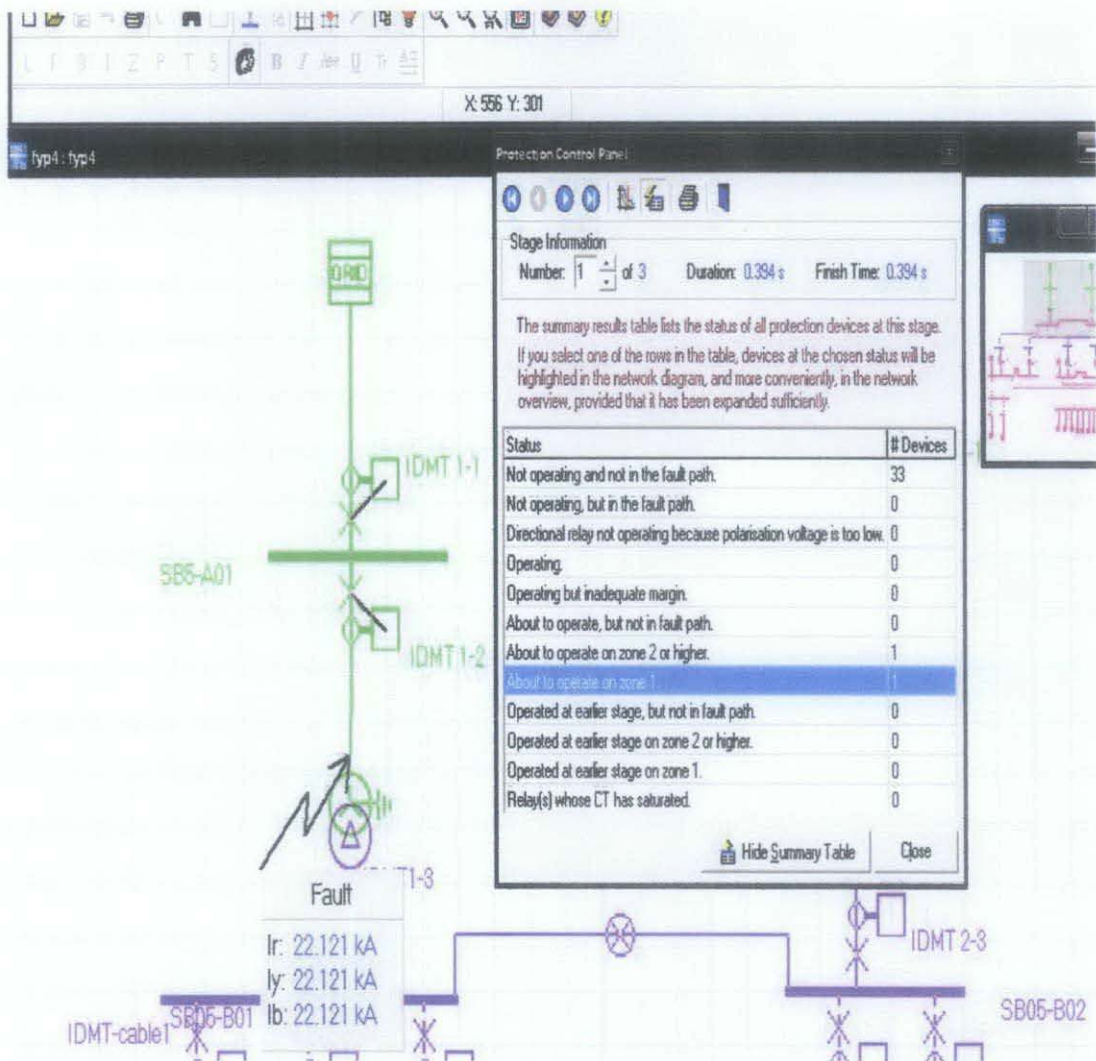 B I U
X: 556 Y: 301
fyp4 : fyp4
Protection Control Panel
Stage Information
Number: 1 of 3 Duration: 0.394 s Finish Time: 0.394 s
The summary results table lists the status of all protection devices at this stage.
If you select one of the rows in the table, devices at the chosen status will be
highlighted in the network diagram, and more conveniently, in the network
overview, provided that it has been expanded sufficiently.
Status # Devices
Not operating and not in the fault path. 33
Not operating, but in the fault path. 0
Directional relay not operating because polarisation voltage is too low. 0
Operating. 0
Operating but inadequate margin. 0
About to operate, but not in fault path. 0
About to operate on zone 2 or higher. 1
About to operate on zone 1. 1
Operated at earlier stage, but not in fault path. 0
Operated at earlier stage on zone 2 or higher. 0
Operated at earlier stage on zone 1. 0
Relay(s) whose CT has saturated. 0
Hide Summary Table Close
GRID
IDMT 1-1
SB5-A01
IDMT 1-2
1-3
Fault
Ir: 22.121 kA
Iy: 22.121 kA
Ib: 22.121 kA
IDMT 2-3
SB05-B01
SB05-B02
IDMT-cable1